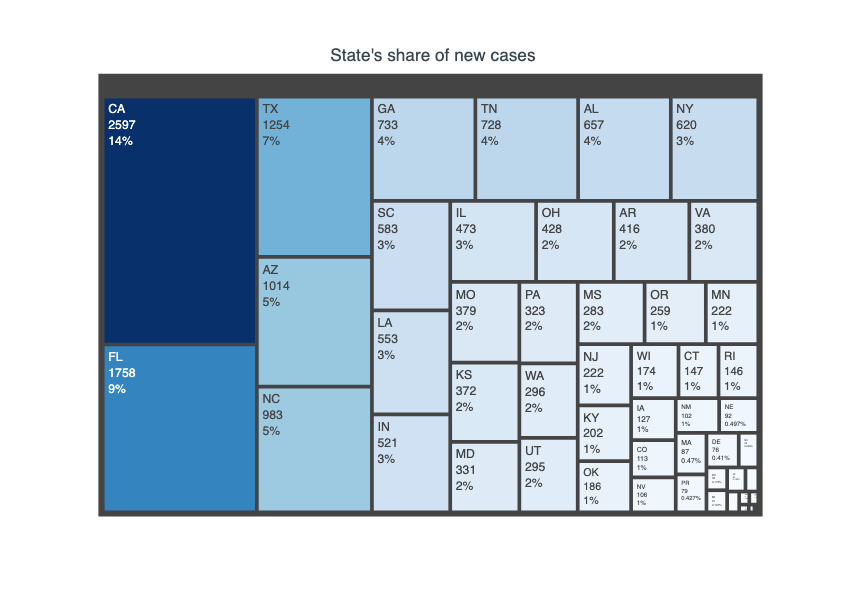 State's share of new cases
CA
2597
14%
FL
1758
9%
TX
1254
7%
AZ
1014
5%
NC
983
5%
GA
733
4%
TN
728
4%
AL
657
4%
NY
620
3%
SC
583
3%
LA
553
3%
IN
521
3%
IL
473
3%
OH
428
2%
AR
416
2%
VA
380
2%
MO
379
2%
KS
372
2%
MD
331
2%
PA
323
2%
WA
296
2%
UT
295
2%
MS
283
2%
OR
259
1%
MN
222
1%
NJ
222
1%
KY
202
1%
OK
186
1%
WI
174
1%
CT
147
1%
RI
146
1%
IA
127
1%
CO
113
1%
NV
106
1%
NM
102
1%
NE
92
0.497%
MA
87
0.47%
PR
79
0.427%
DE
76
0.41%